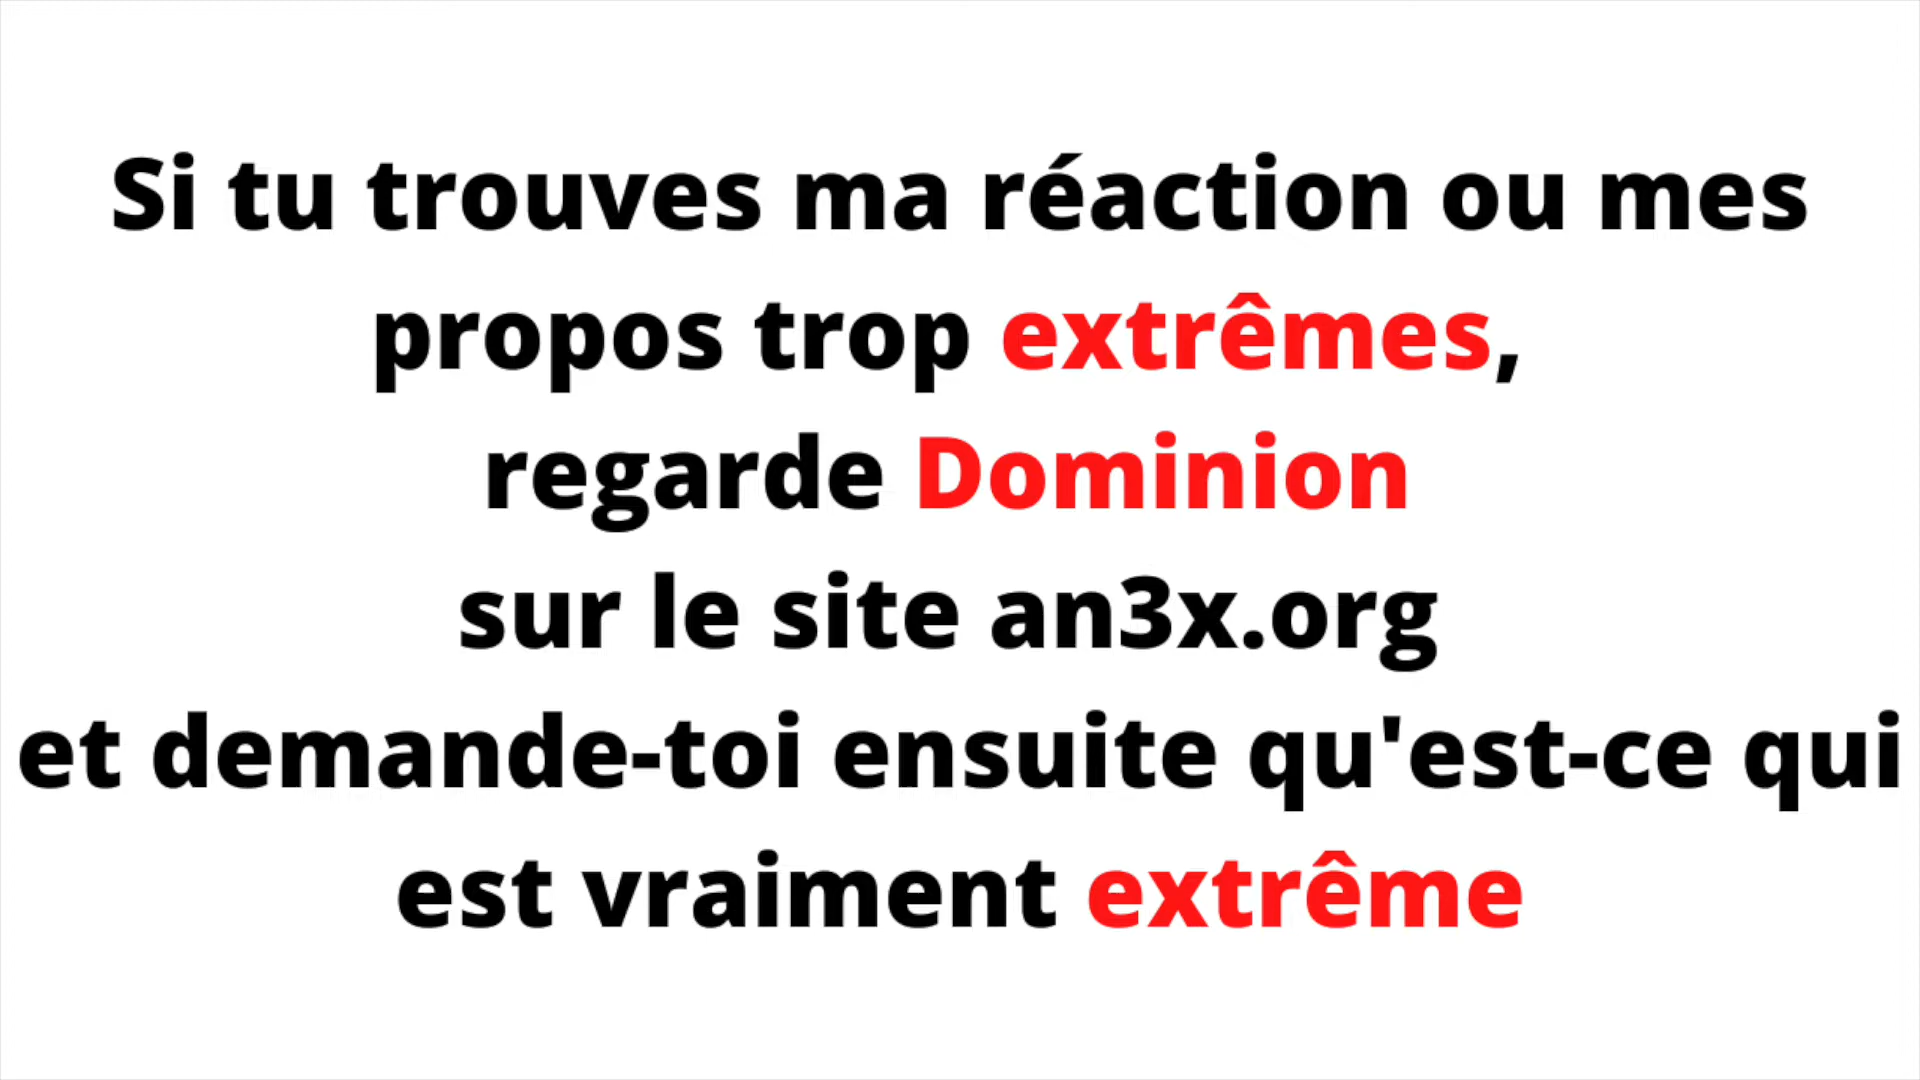 Si tu trouves ma réaction ou mes
propos trop extrêmes,
regarde Dominion
sur le site an3x.org
et demande-toi ensuite qu'est-ce qui
est vraiment extrême